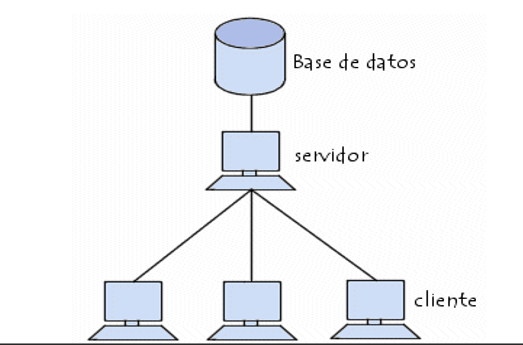 Base de datos
servidor
cliente